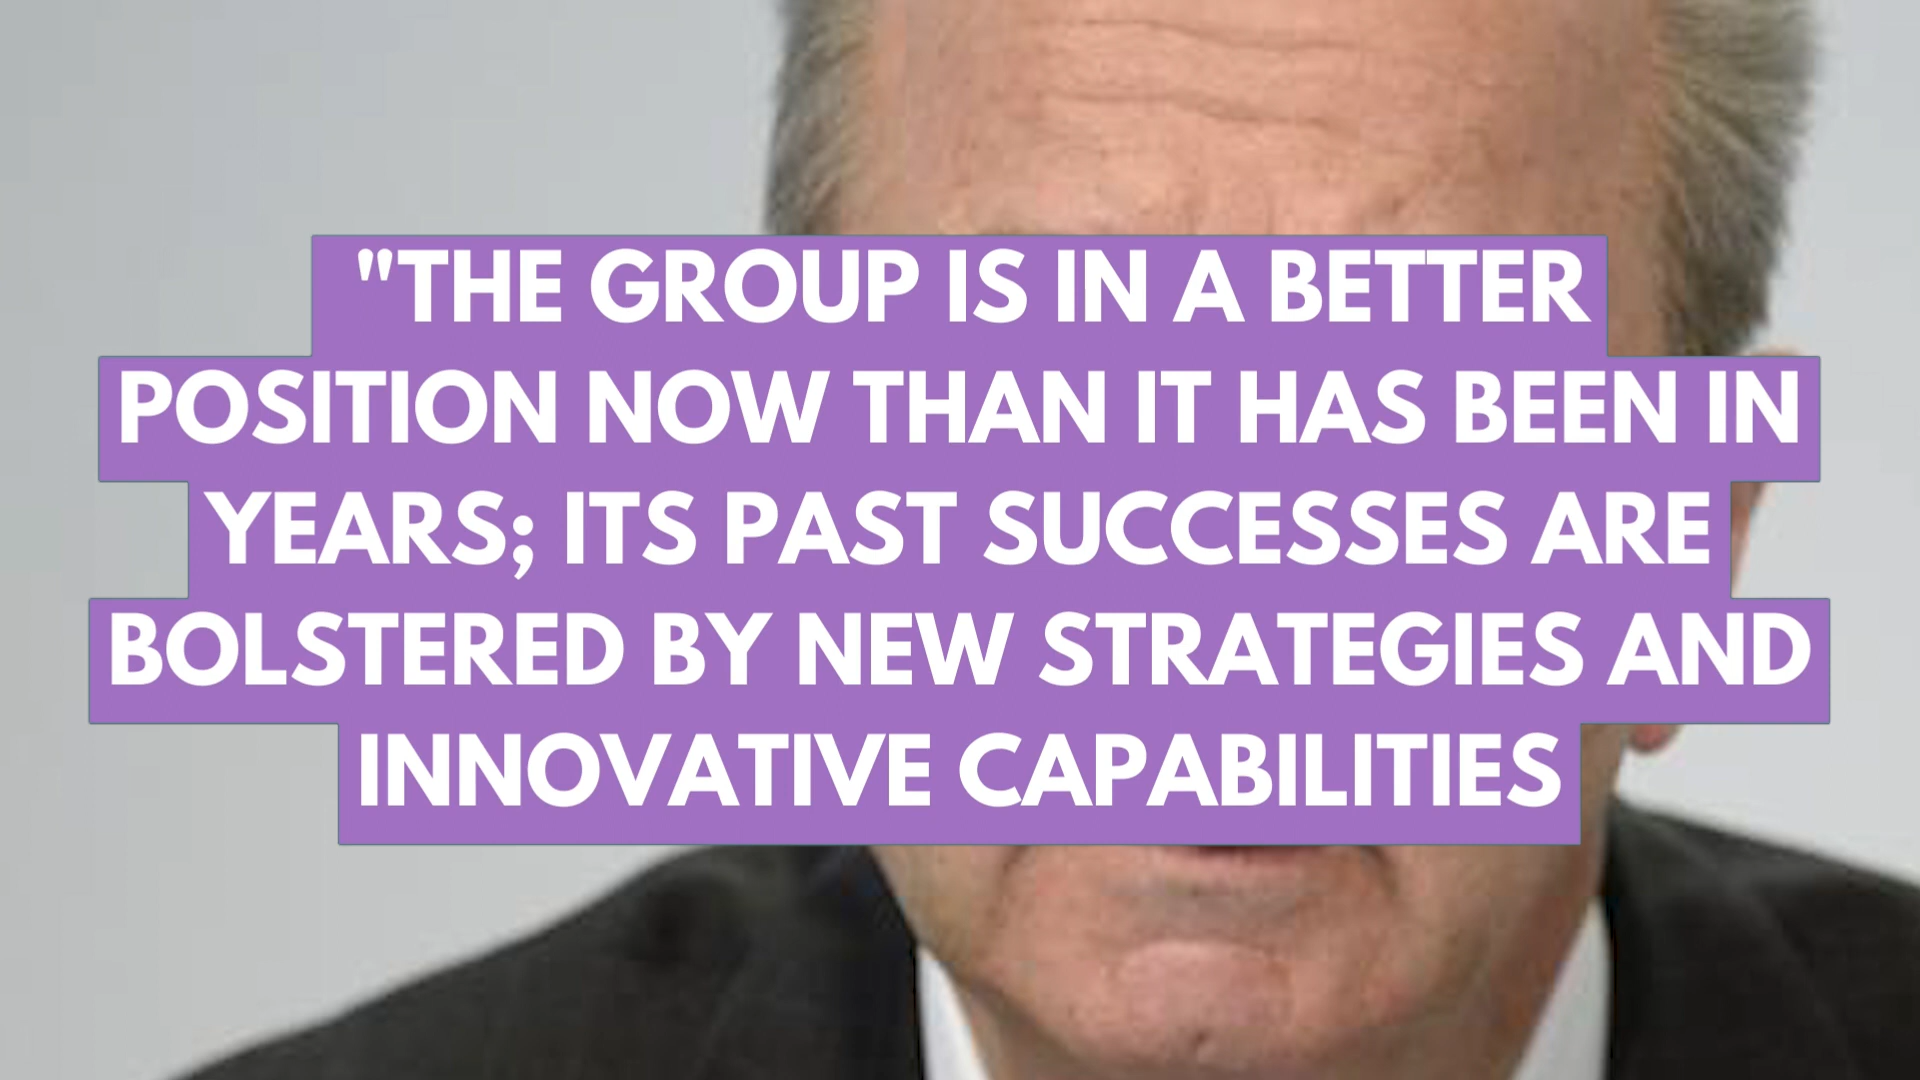 "THE GROUP IS IN A BETTER
POSITION NOW THAN IT HAS BEEN IN
YEARS; ITS PAST SUCCESSES ARE
BOLSTERED BY NEW STRATEGIES AND
INNOVATIVE CAPABILITIES